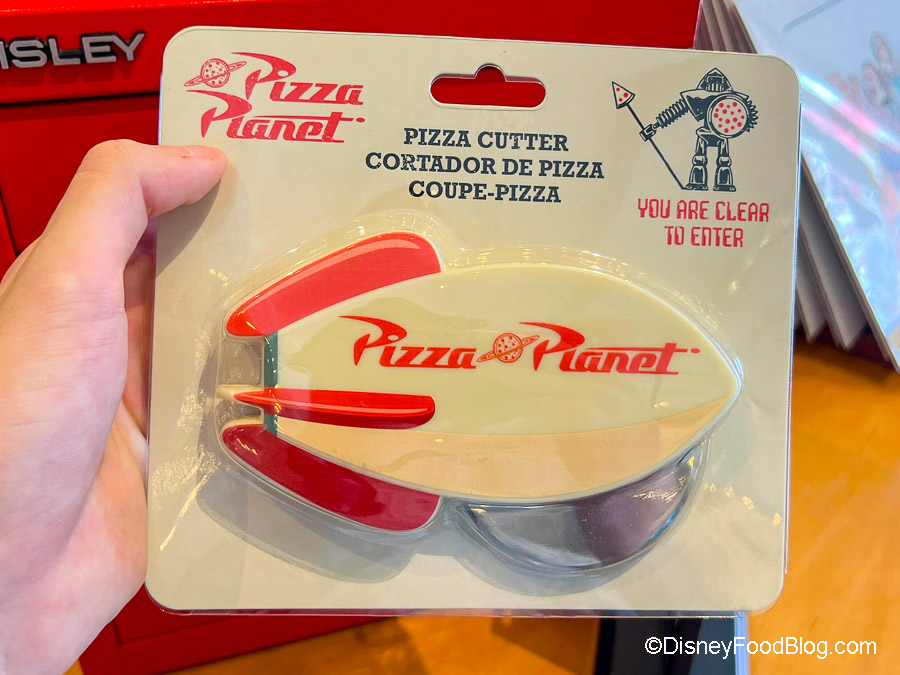 ISLEY
Pizza
Planet
PIZZA CUTTER
CORTADOR DE PIZZA
COUPE-PIZZA
YOU ARE CLEAR
TO ENTER
Pizza Planet
©DisneyFoodBlog.com